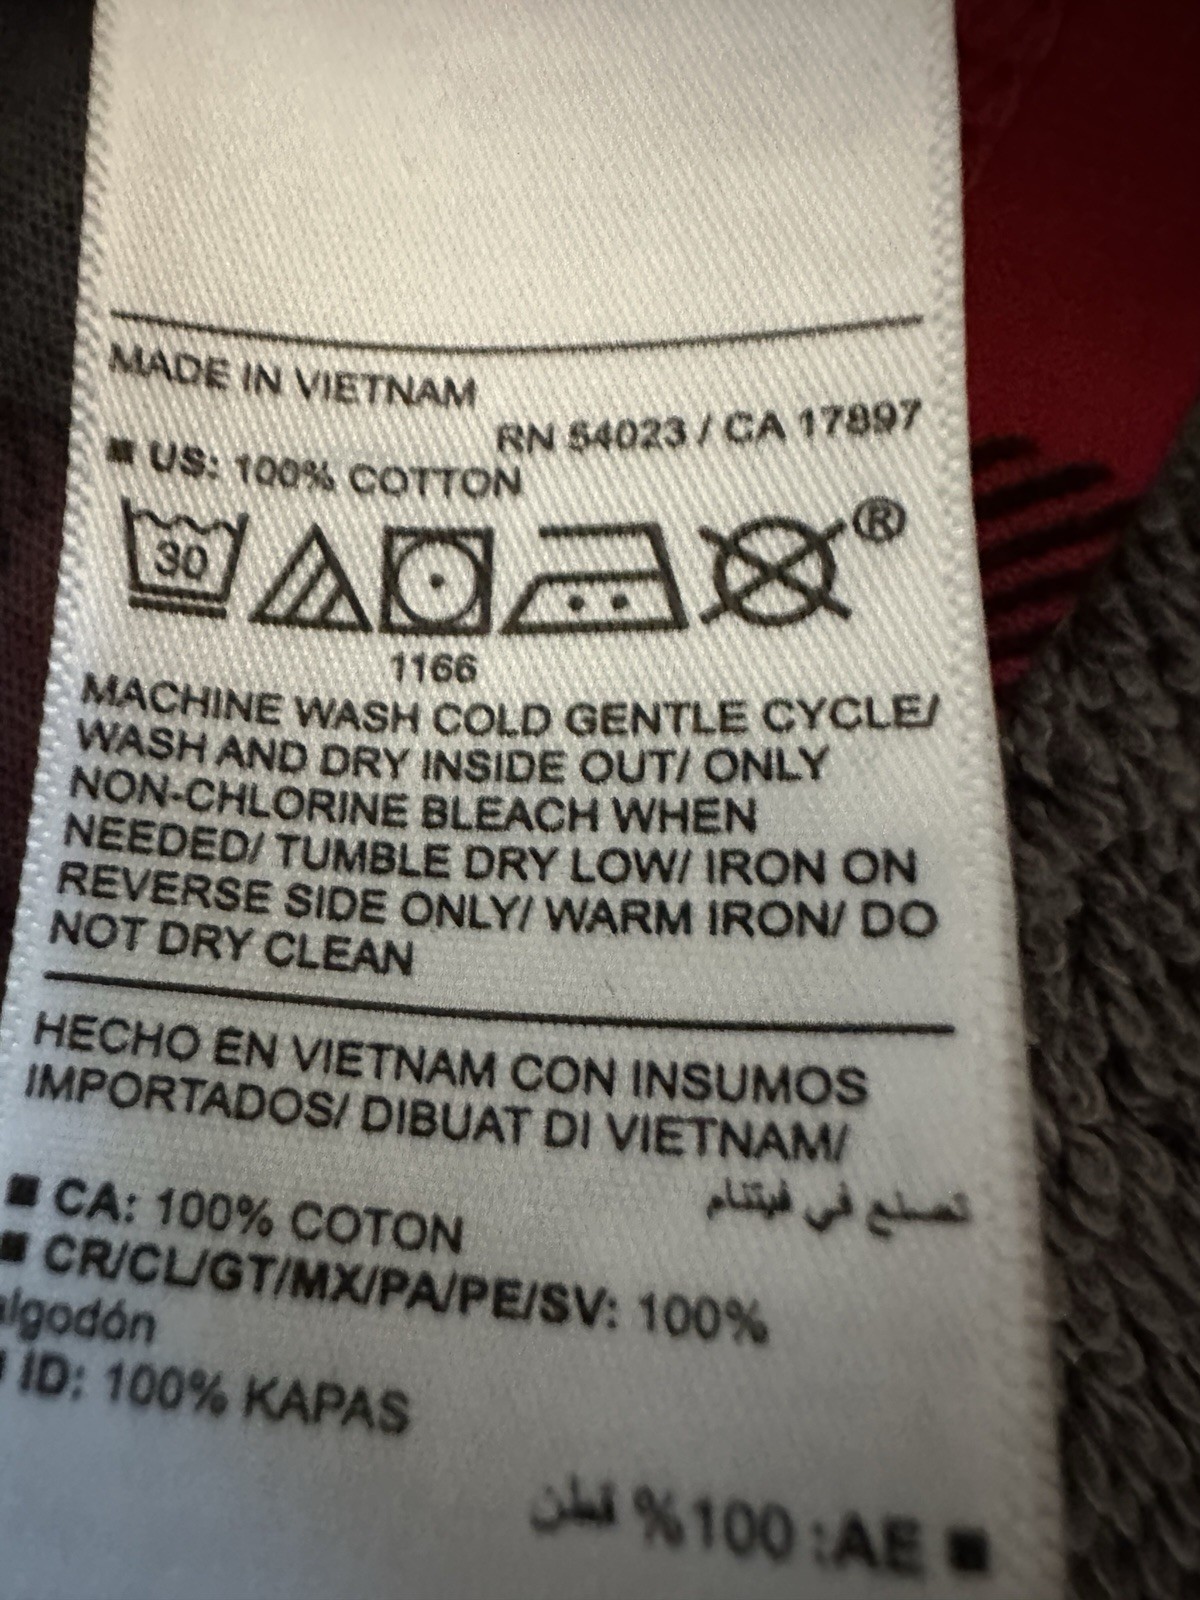 MADE IN VIETNAM
RN 54023 / CA 17897
■ US: 100% COTTON
30
®
1166
MACHINE WASH COLD GENTLE CYCLE/
WASH AND DRY INSIDE OUT/ ONLY
NON-CHLORINE BLEACH WHEN
NEEDED/ TUMBLE DRY LOW/ IRON ON
REVERSE SIDE ONLY/ WARM IRON/ DO
NOT DRY CLEAN
HECHO EN VIETNAM CON INSUMOS
IMPORTADOS/ DIBUAT DI VIETNAM/
تصنع في فيتنام
■ CA: 100% COTON
■ CR/CL/GT/MX/PA/PE/SV: 100%
algodón
■ ID: 100% KAPAS
■ AE: 100% قطن